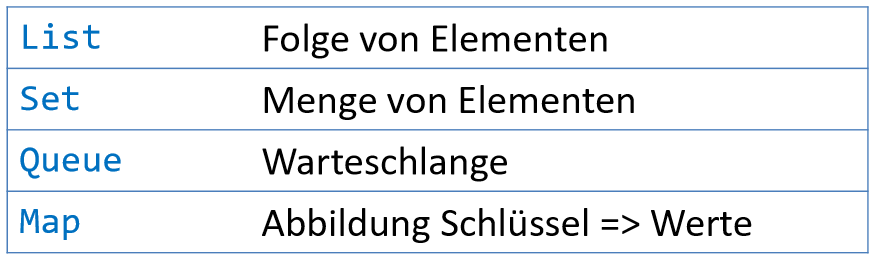 List Folge von Elementen
Set Menge von Elementen
Queue Warteschlange
Map Abbildung Schlüssel => Werte